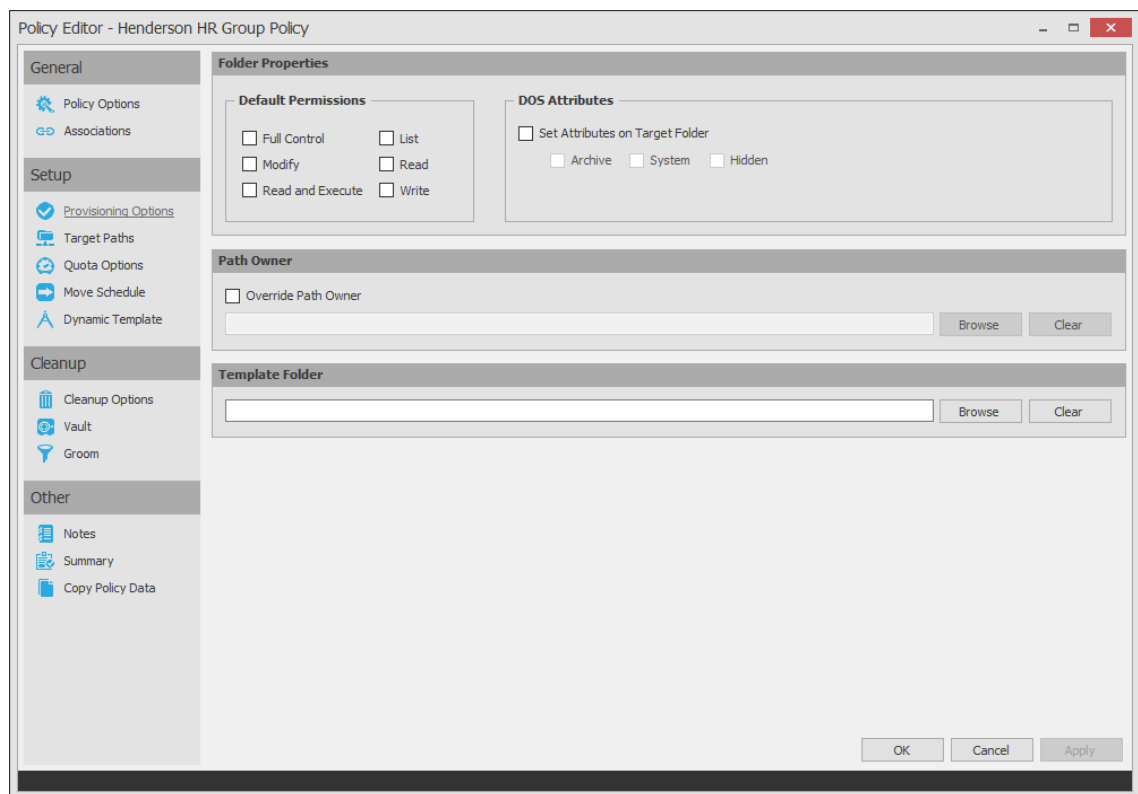 Policy Editor - Henderson HR Group Policy
General
Policy Options
Associations
Setup
Provisioning Options
Target Paths
Quota Options
Move Schedule
Dynamic Template
Cleanup
Cleanup Options
Vault
Groom
Other
Notes
Summary
Copy Policy Data
Folder Properties
Default Permissions
Full Control List
Modify Read
Read and Execute Write
DOS Attributes
Set Attributes on Target Folder
Archive System Hidden
Path Owner
Override Path Owner
Browse Clear
Template Folder
Browse Clear
OK Cancel Apply